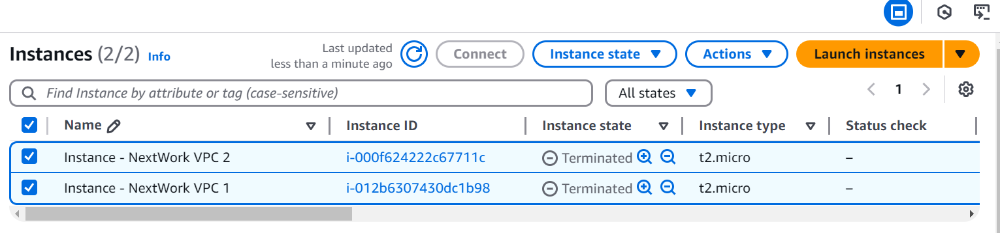 Instances (2/2) Info
Last updated
less than a minute ago
Connect
Instance state
Actions
Launch instances
Find Instance by attribute or tag (case-sensitive)
All states
1
Name Instance ID Instance state Instance type Status check
Instance - NextWork VPC 2 i-000f624222c67711c Terminated t2.micro –
Instance - NextWork VPC 1 i-012b6307430dc1b98 Terminated t2.micro –